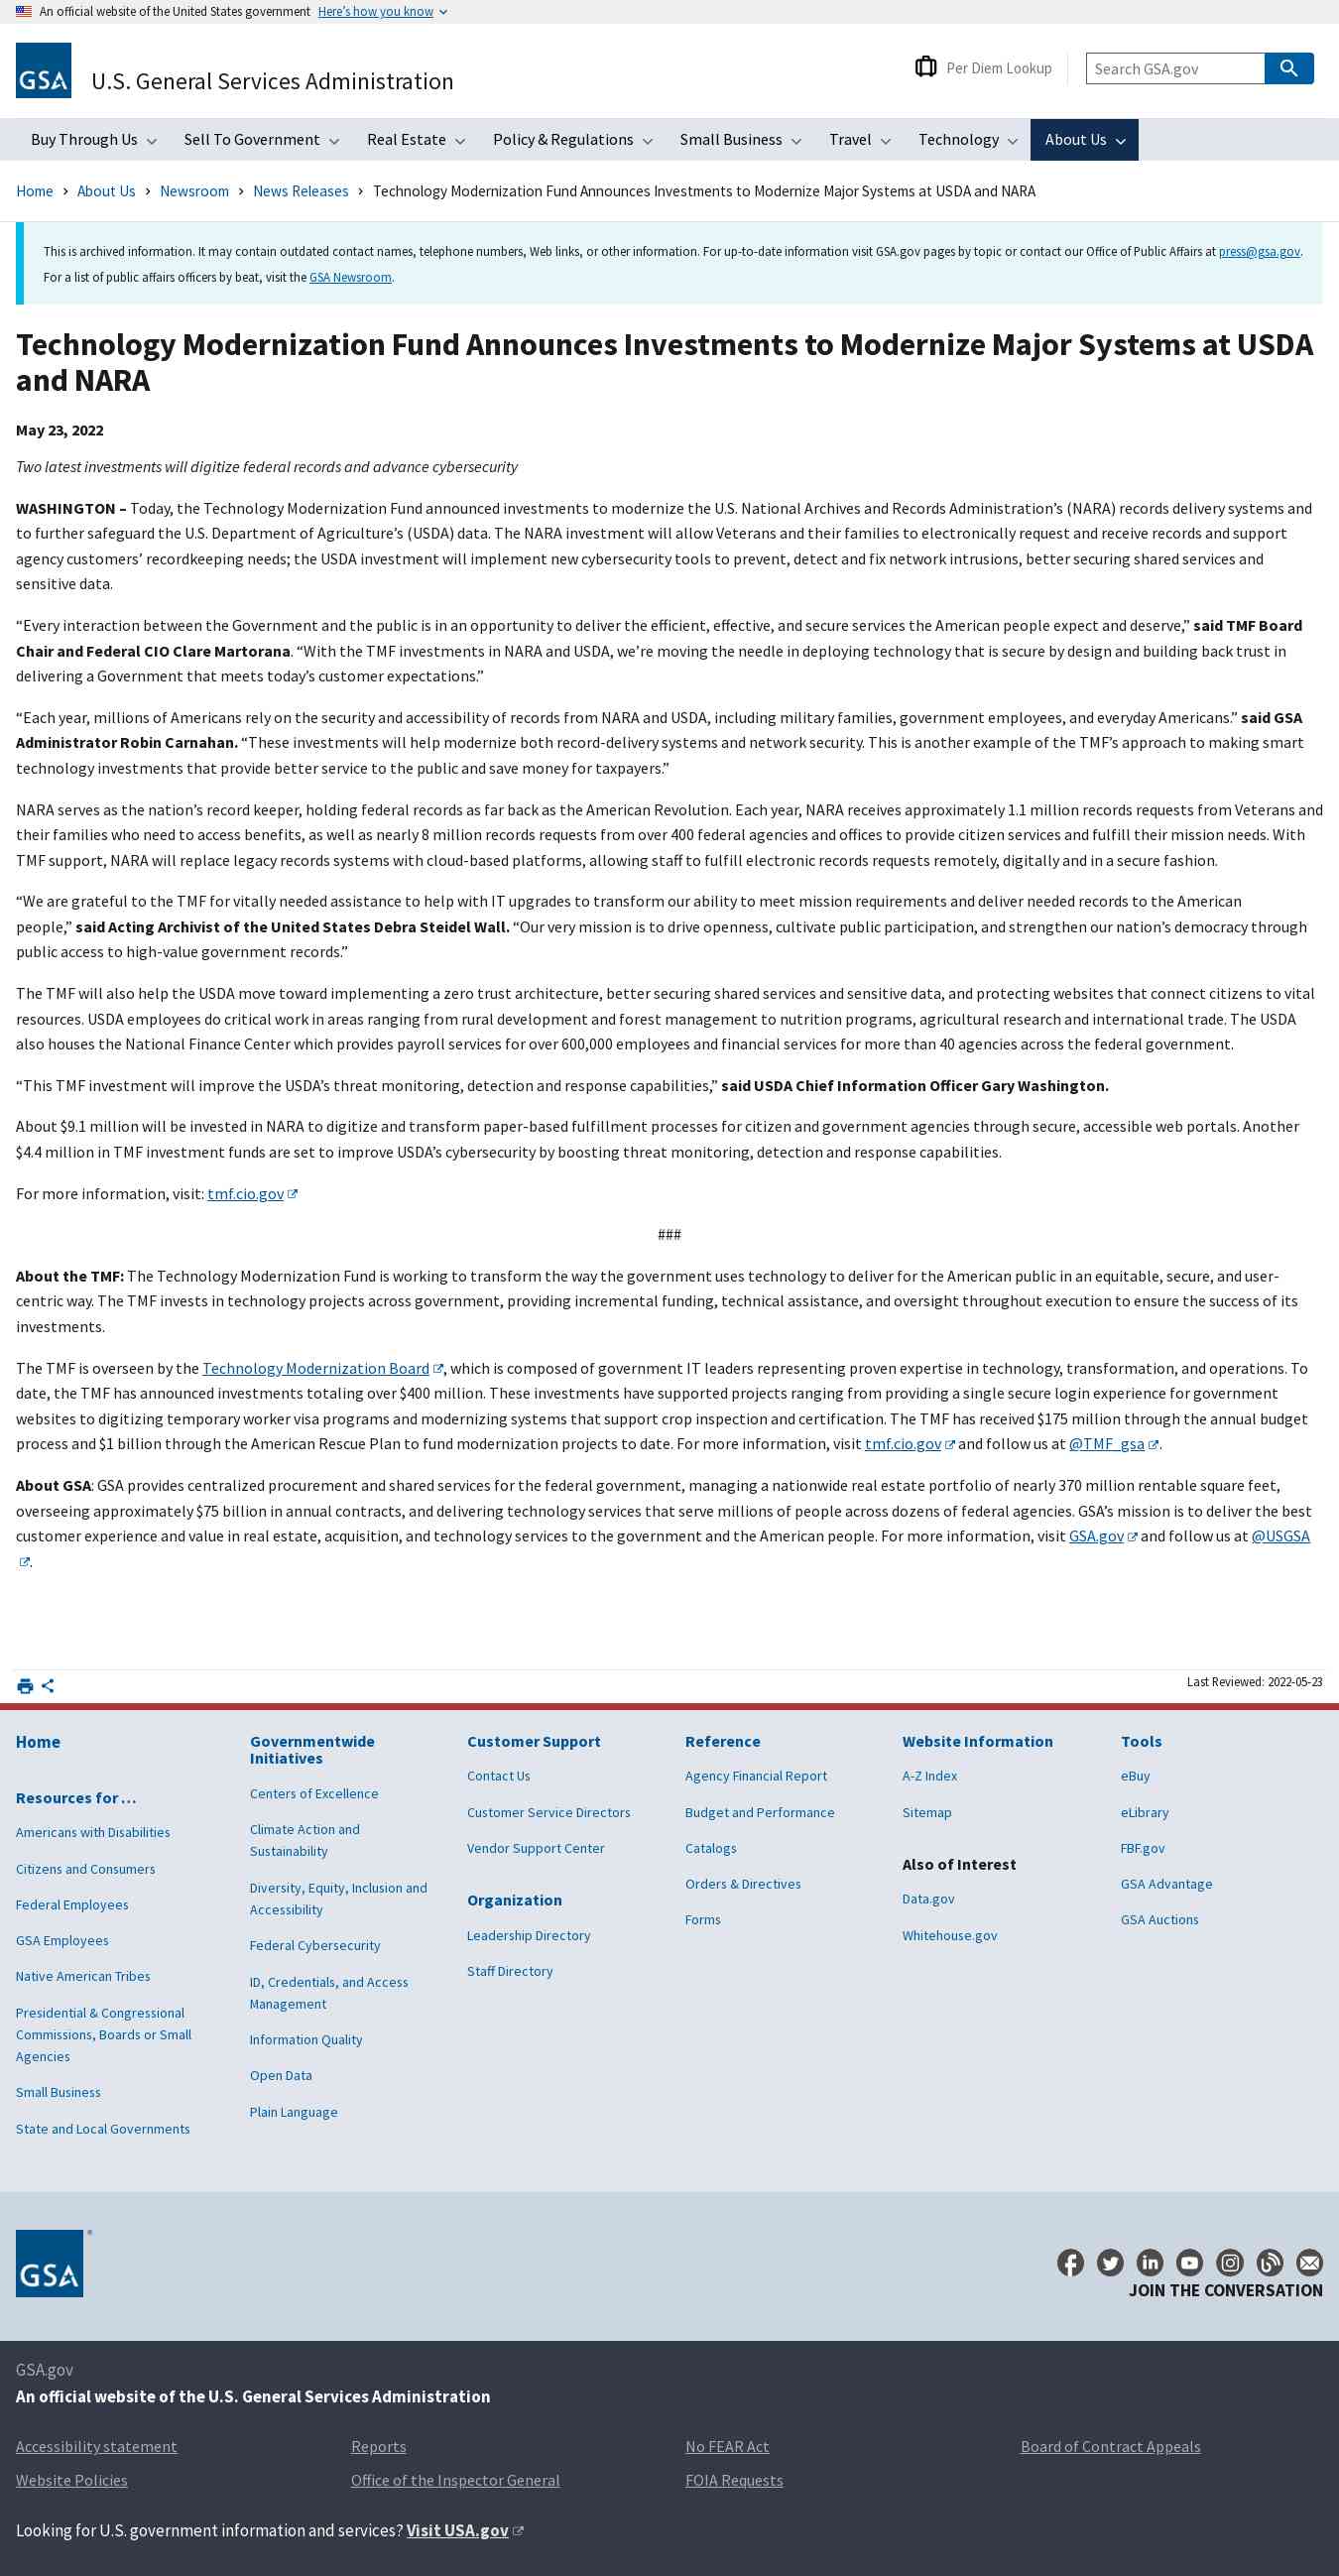 An official website of the United States government Here’s how you know
GSA
U.S. General Services Administration
Per Diem Lookup
Search GSA.gov
Buy Through Us Sell To Government Real Estate Policy & Regulations Small Business Travel Technology About Us
Home > About Us > Newsroom > News Releases > Technology Modernization Fund Announces Investments to Modernize Major Systems at USDA and NARA
This is archived information. It may contain outdated contact names, telephone numbers, Web links, or other information. For up-to-date information visit GSA.gov pages by topic or contact our Office of Public Affairs at press@gsa.gov.
For a list of public affairs officers by beat, visit the GSA Newsroom.
Technology Modernization Fund Announces Investments to Modernize Major Systems at USDA
and NARA
May 23, 2022
Two latest investments will digitize federal records and advance cybersecurity
WASHINGTON – Today, the Technology Modernization Fund announced investments to modernize the U.S. National Archives and Records Administration’s (NARA) records delivery systems and
to further safeguard the U.S. Department of Agriculture’s (USDA) data. The NARA investment will allow Veterans and their families to electronically request and receive records and support
agency customers’ recordkeeping needs; the USDA investment will implement new cybersecurity tools to prevent, detect and fix network intrusions, better securing shared services and
sensitive data.
“Every interaction between the Government and the public is in an opportunity to deliver the efficient, effective, and secure services the American people expect and deserve,” said TMF Board
Chair and Federal CIO Clare Martorana. “With the TMF investments in NARA and USDA, we’re moving the needle in deploying technology that is secure by design and building back trust in
delivering a Government that meets today’s customer expectations.”
“Each year, millions of Americans rely on the security and accessibility of records from NARA and USDA, including military families, government employees, and everyday Americans.” said GSA
Administrator Robin Carnahan. “These investments will help modernize both record-delivery systems and network security. This is another example of the TMF’s approach to making smart
technology investments that provide better service to the public and save money for taxpayers.”
NARA serves as the nation’s record keeper, holding federal records as far back as the American Revolution. Each year, NARA receives approximately 1.1 million records requests from Veterans and
their families who need to access benefits, as well as nearly 8 million records requests from over 400 federal agencies and offices to provide citizen services and fulfill their mission needs. With
TMF support, NARA will replace legacy records systems with cloud-based platforms, allowing staff to fulfill electronic records requests remotely, digitally and in a secure fashion.
“We are grateful to the TMF for vitally needed assistance to help with IT upgrades to transform our ability to meet mission requirements and deliver needed records to the American
people,” said Acting Archivist of the United States Debra Steidel Wall. “Our very mission is to drive openness, cultivate public participation, and strengthen our nation’s democracy through
public access to high-value government records.”
The TMF will also help the USDA move toward implementing a zero trust architecture, better securing shared services and sensitive data, and protecting websites that connect citizens to vital
resources. USDA employees do critical work in areas ranging from rural development and forest management to nutrition programs, agricultural research and international trade. The USDA
also houses the National Finance Center which provides payroll services for over 600,000 employees and financial services for more than 40 agencies across the federal government.
“This TMF investment will improve the USDA’s threat monitoring, detection and response capabilities,” said USDA Chief Information Officer Gary Washington.
About $9.1 million will be invested in NARA to digitize and transform paper-based fulfillment processes for citizen and government agencies through secure, accessible web portals. Another
$4.4 million in TMF investment funds are set to improve USDA’s cybersecurity by boosting threat monitoring, detection and response capabilities.
For more information, visit: tmf.cio.gov
###
About the TMF: The Technology Modernization Fund is working to transform the way the government uses technology to deliver for the American public in an equitable, secure, and user-
centric way. The TMF invests in technology projects across government, providing incremental funding, technical assistance, and oversight throughout execution to ensure the success of its
investments.
The TMF is overseen by the Technology Modernization Board, which is composed of government IT leaders representing proven expertise in technology, transformation, and operations. To
date, the TMF has announced investments totaling over $400 million. These investments have supported projects ranging from providing a single secure login experience for government
websites to digitizing temporary worker visa programs and modernizing systems that support crop inspection and certification. The TMF has received $175 million through the annual budget
process and $1 billion through the American Rescue Plan to fund modernization projects to date. For more information, visit tmf.cio.gov and follow us at @TMF_gsa.
About GSA: GSA provides centralized procurement and shared services for the federal government, managing a nationwide real estate portfolio of nearly 370 million rentable square feet,
overseeing approximately $75 billion in annual contracts, and delivering technology services that serve millions of people across dozens of federal agencies. GSA’s mission is to deliver the best
customer experience and value in real estate, acquisition, and technology services to the government and the American people. For more information, visit GSA.gov and follow us at @USGSA
.
Last Reviewed: 2022-05-23
Home
Resources for …
Americans with Disabilities
Citizens and Consumers
Federal Employees
GSA Employees
Native American Tribes
Presidential & Congressional
Commissions, Boards or Small
Agencies
Small Business
State and Local Governments
Governmentwide
Initiatives
Centers of Excellence
Climate Action and
Sustainability
Diversity, Equity, Inclusion and
Accessibility
Federal Cybersecurity
ID, Credentials, and Access
Management
Information Quality
Open Data
Plain Language
Customer Support
Contact Us
Customer Service Directors
Vendor Support Center
Organization
Leadership Directory
Staff Directory
Reference
Agency Financial Report
Budget and Performance
Catalogs
Orders & Directives
Forms
Website Information
A-Z Index
Sitemap
Also of Interest
Data.gov
Whitehouse.gov
Tools
eBuy
eLibrary
FBF.gov
GSA Advantage
GSA Auctions
GSA ®
JOIN THE CONVERSATION
GSA.gov
An official website of the U.S. General Services Administration
Accessibility statement Reports No FEAR Act Board of Contract Appeals
Website Policies Office of the Inspector General FOIA Requests
Looking for U.S. government information and services? Visit USA.gov